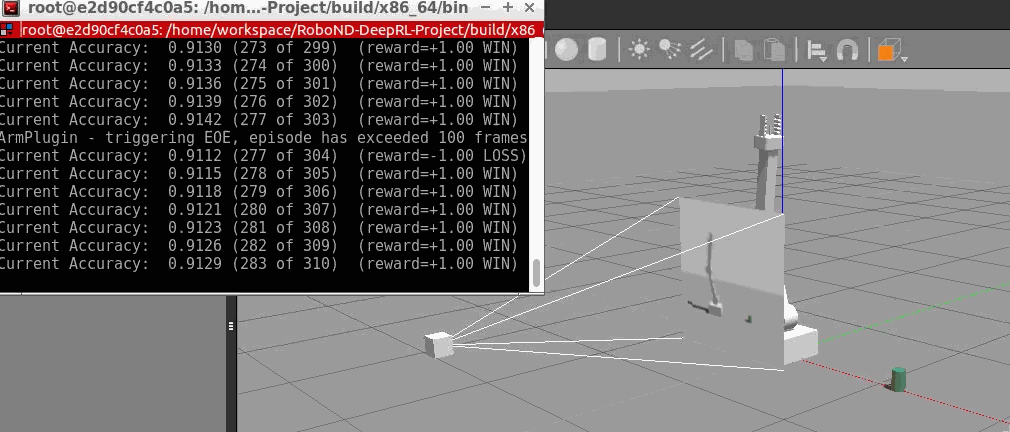 root@e2d90cf4c0a5: /hom...-Project/build/x86_64/bin
root@e2d90cf4c0a5: /home/workspace/RoboND-DeepRL-Project/build/x86_
Current Accuracy:  0.9130 (273 of 299)  (reward=+1.00 WIN)
Current Accuracy:  0.9133 (274 of 300)  (reward=+1.00 WIN)
Current Accuracy:  0.9136 (275 of 301)  (reward=+1.00 WIN)
Current Accuracy:  0.9139 (276 of 302)  (reward=+1.00 WIN)
Current Accuracy:  0.9142 (277 of 303)  (reward=+1.00 WIN)
ArmPlugin - triggering EOE, episode has exceeded 100 frames
Current Accuracy:  0.9112 (277 of 304)  (reward=-1.00 LOSS)
Current Accuracy:  0.9115 (278 of 305)  (reward=+1.00 WIN)
Current Accuracy:  0.9118 (279 of 306)  (reward=+1.00 WIN)
Current Accuracy:  0.9121 (280 of 307)  (reward=+1.00 WIN)
Current Accuracy:  0.9123 (281 of 308)  (reward=+1.00 WIN)
Current Accuracy:  0.9126 (282 of 309)  (reward=+1.00 WIN)
Current Accuracy:  0.9129 (283 of 310)  (reward=+1.00 WIN)